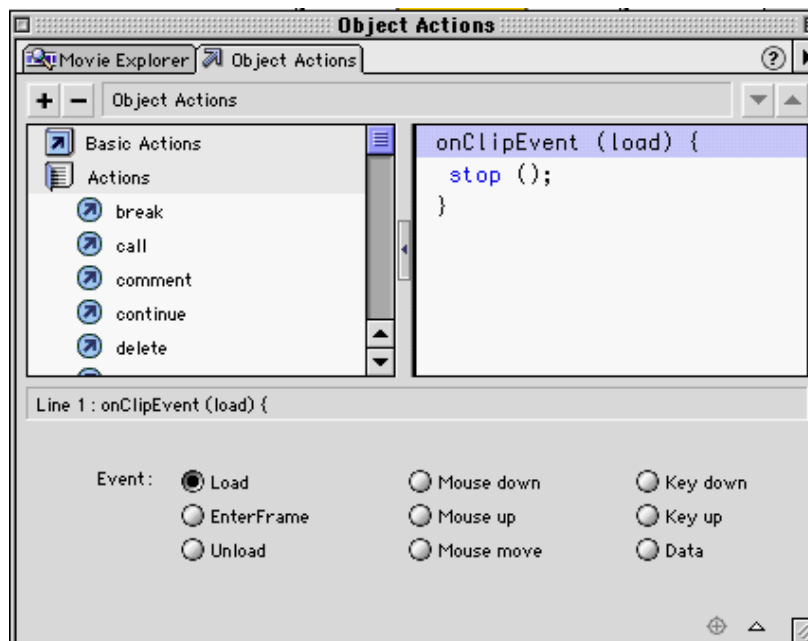 Object Actions
Movie Explorer Object Actions ?
+ − Object Actions
Basic Actions
Actions
break
call
comment
continue
delete
onClipEvent (load) {
stop ();
}
Line 1 : onClipEvent (load) {
Event: Load Mouse down Key down
EnterFrame Mouse up Key up
Unload Mouse move Data